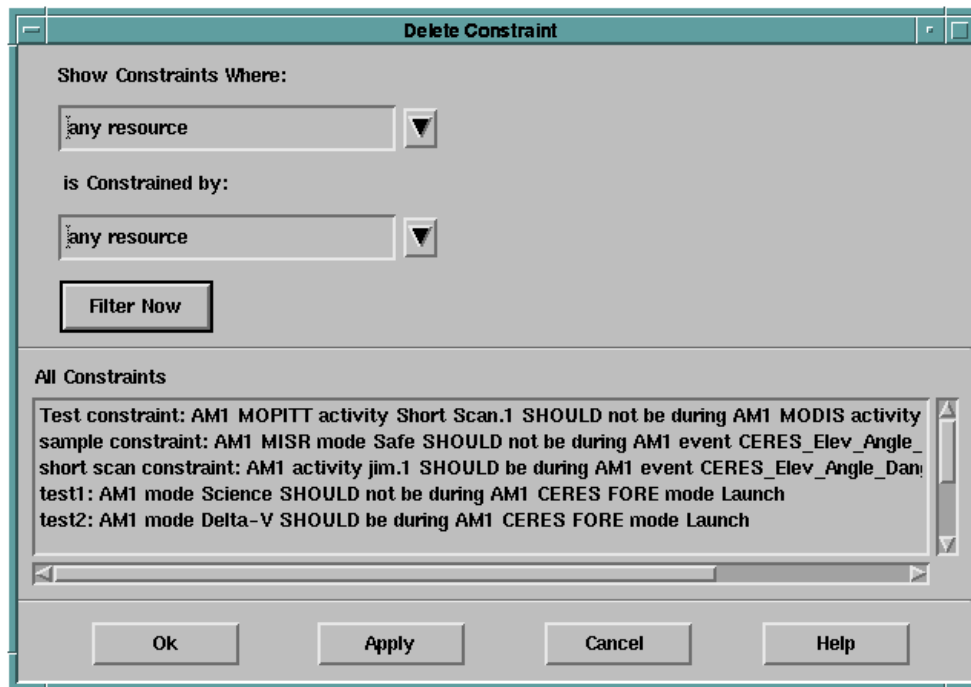 Delete Constraint
Show Constraints Where:
any resource
is Constrained by:
any resource
Filter Now
All Constraints
Test constraint: AM1 MOPITT activity Short Scan.1 SHOULD not be during AM1 MODIS activity
sample constraint: AM1 MISR mode Safe SHOULD not be during AM1 event CERES_Elev_Angle_
short scan constraint: AM1 activity jim.1 SHOULD be during AM1 event CERES_Elev_Angle_Dang
test1: AM1 mode Science SHOULD not be during AM1 CERES FORE mode Launch
test2: AM1 mode Delta-V SHOULD be during AM1 CERES FORE mode Launch
Ok Apply Cancel Help